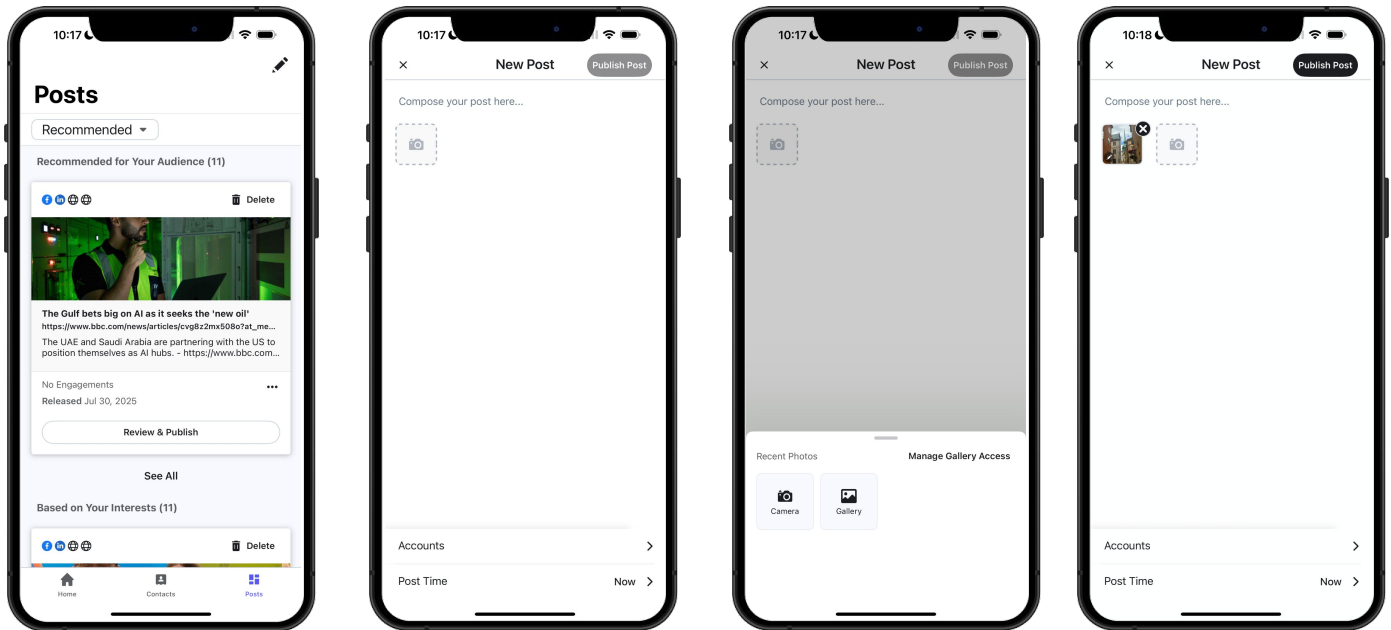 10:17
Posts
Recommended
Recommended for Your Audience (11)
Delete
The Gulf bets big on AI as it seeks the 'new oil'
https://www.bbc.com/news/articles/cvg8z2mx508o?at_me...
The UAE and Saudi Arabia are partnering with the US to
position themselves as AI hubs. - https://www.bbc.com...
No Engagements
Released Jul 30, 2025
Review & Publish
See All
Based on Your Interests (11)
Delete
Home Contacts Posts
10:17
New Post Publish Post
Compose your post here...
Accounts
Post Time Now
10:17
New Post Publish Post
Compose your post here...
Recent Photos Manage Gallery Access
Camera Gallery
10:18
New Post Publish Post
Compose your post here...
Accounts
Post Time Now